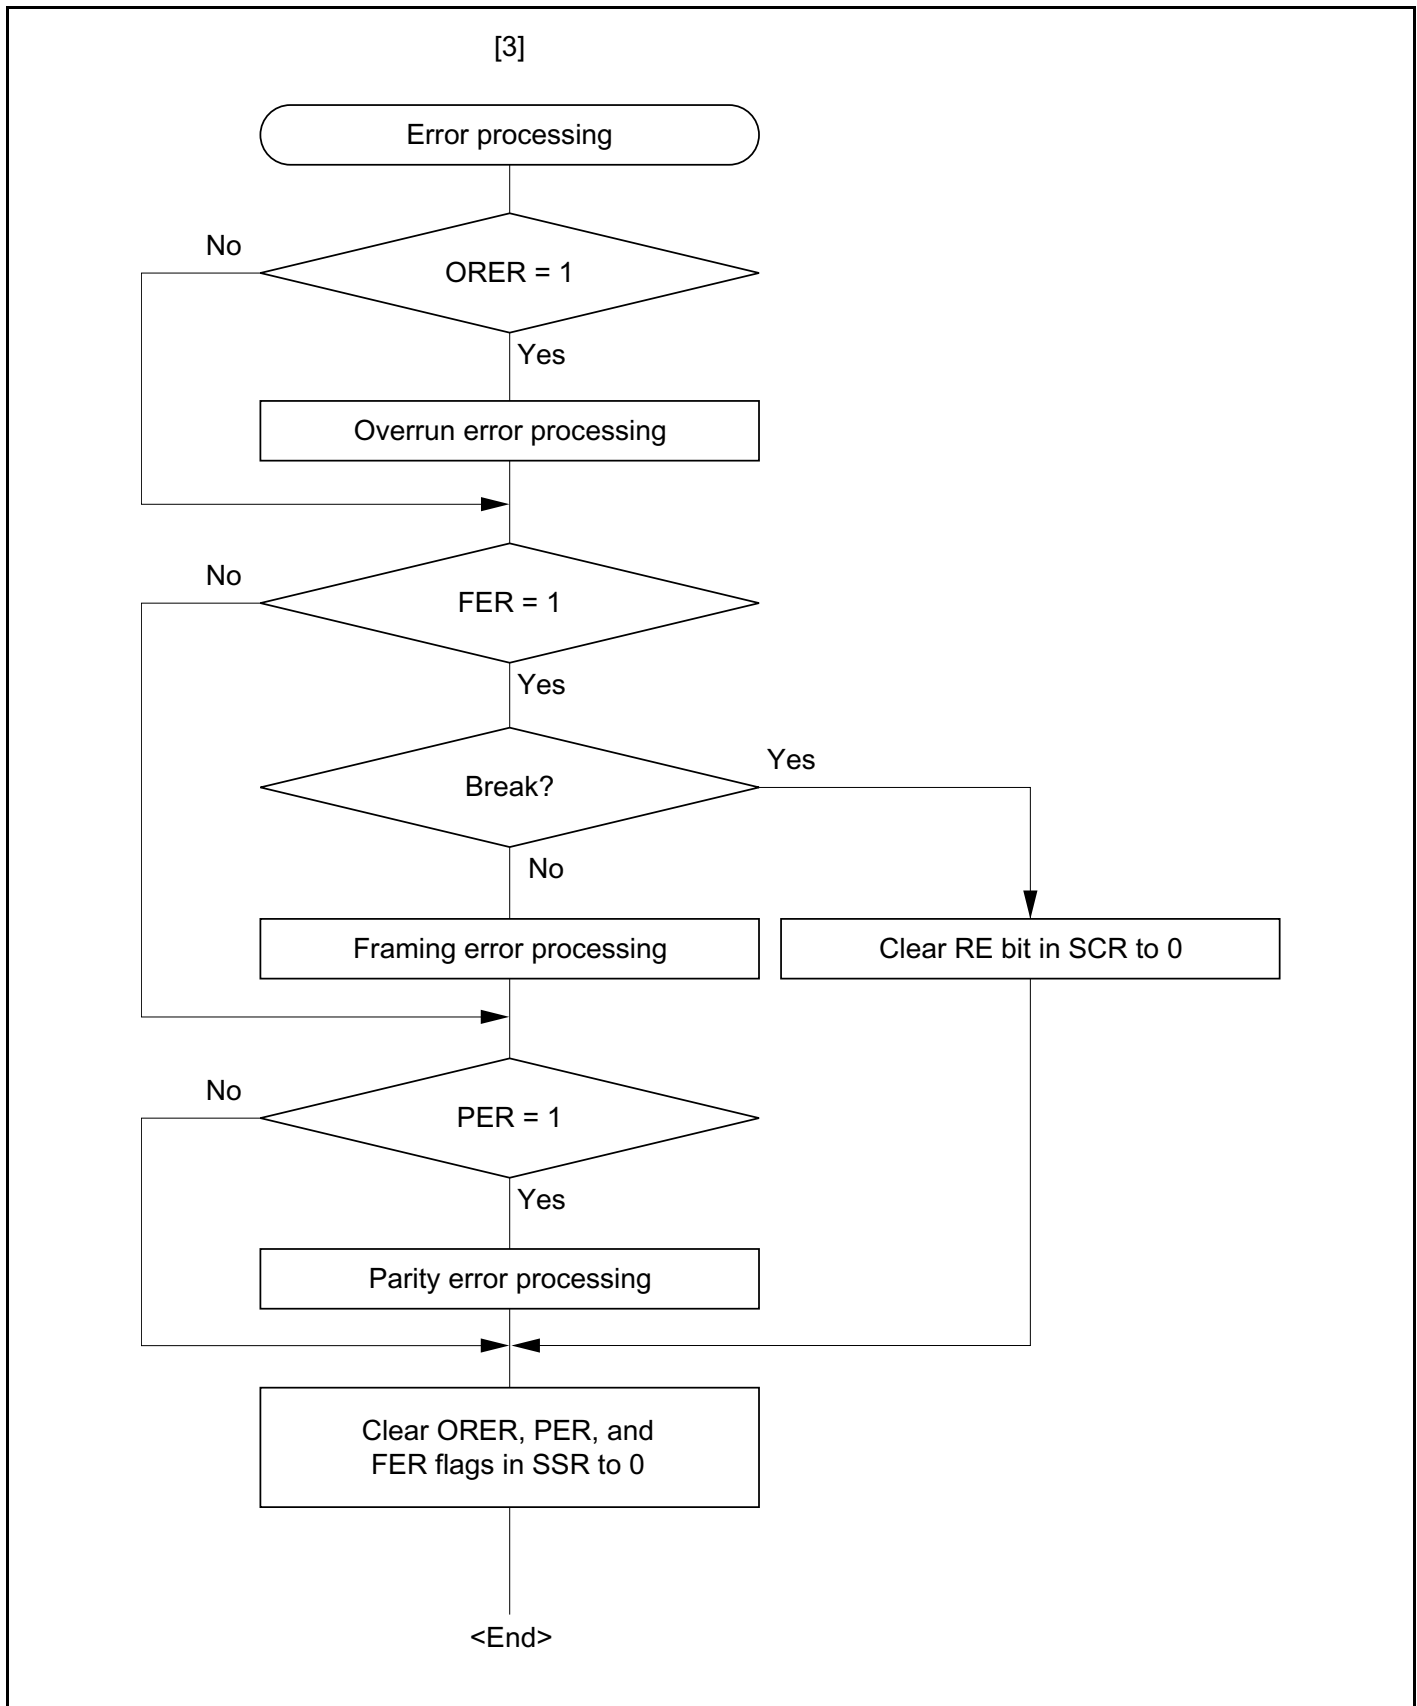 [3]
Error processing
No
ORER = 1
Yes
Overrun error processing
No
FER = 1
Yes
Break?
Yes
No
Framing error processing
Clear RE bit in SCR to 0
No
PER = 1
Yes
Parity error processing
Clear ORER, PER, and
FER flags in SSR to 0
<End>